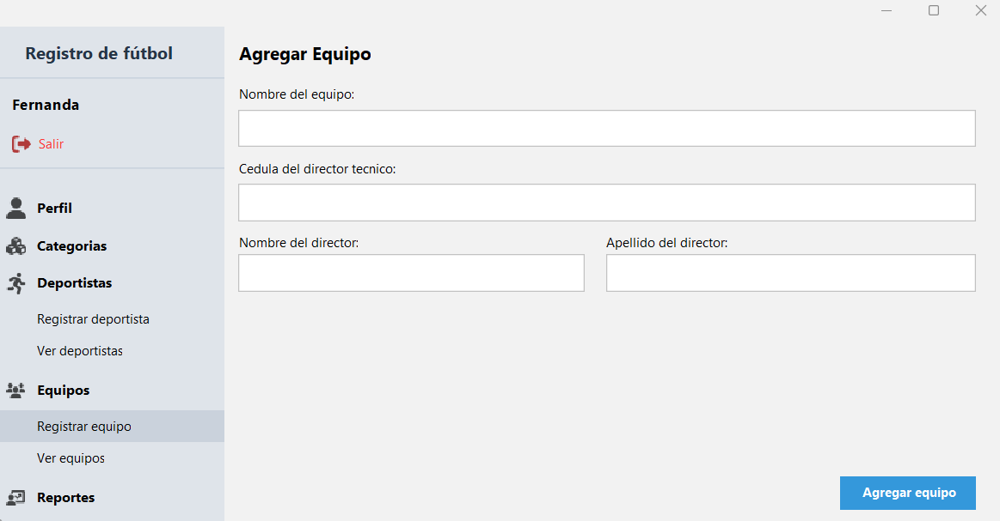 Registro de fútbol
Fernanda
Salir
Perfil
Categorias
Deportistas
Registrar deportista
Ver deportistas
Equipos
Registrar equipo
Ver equipos
Reportes
Agregar Equipo
Nombre del equipo:
Cedula del director tecnico:
Nombre del director:
Apellido del director:
Agregar equipo